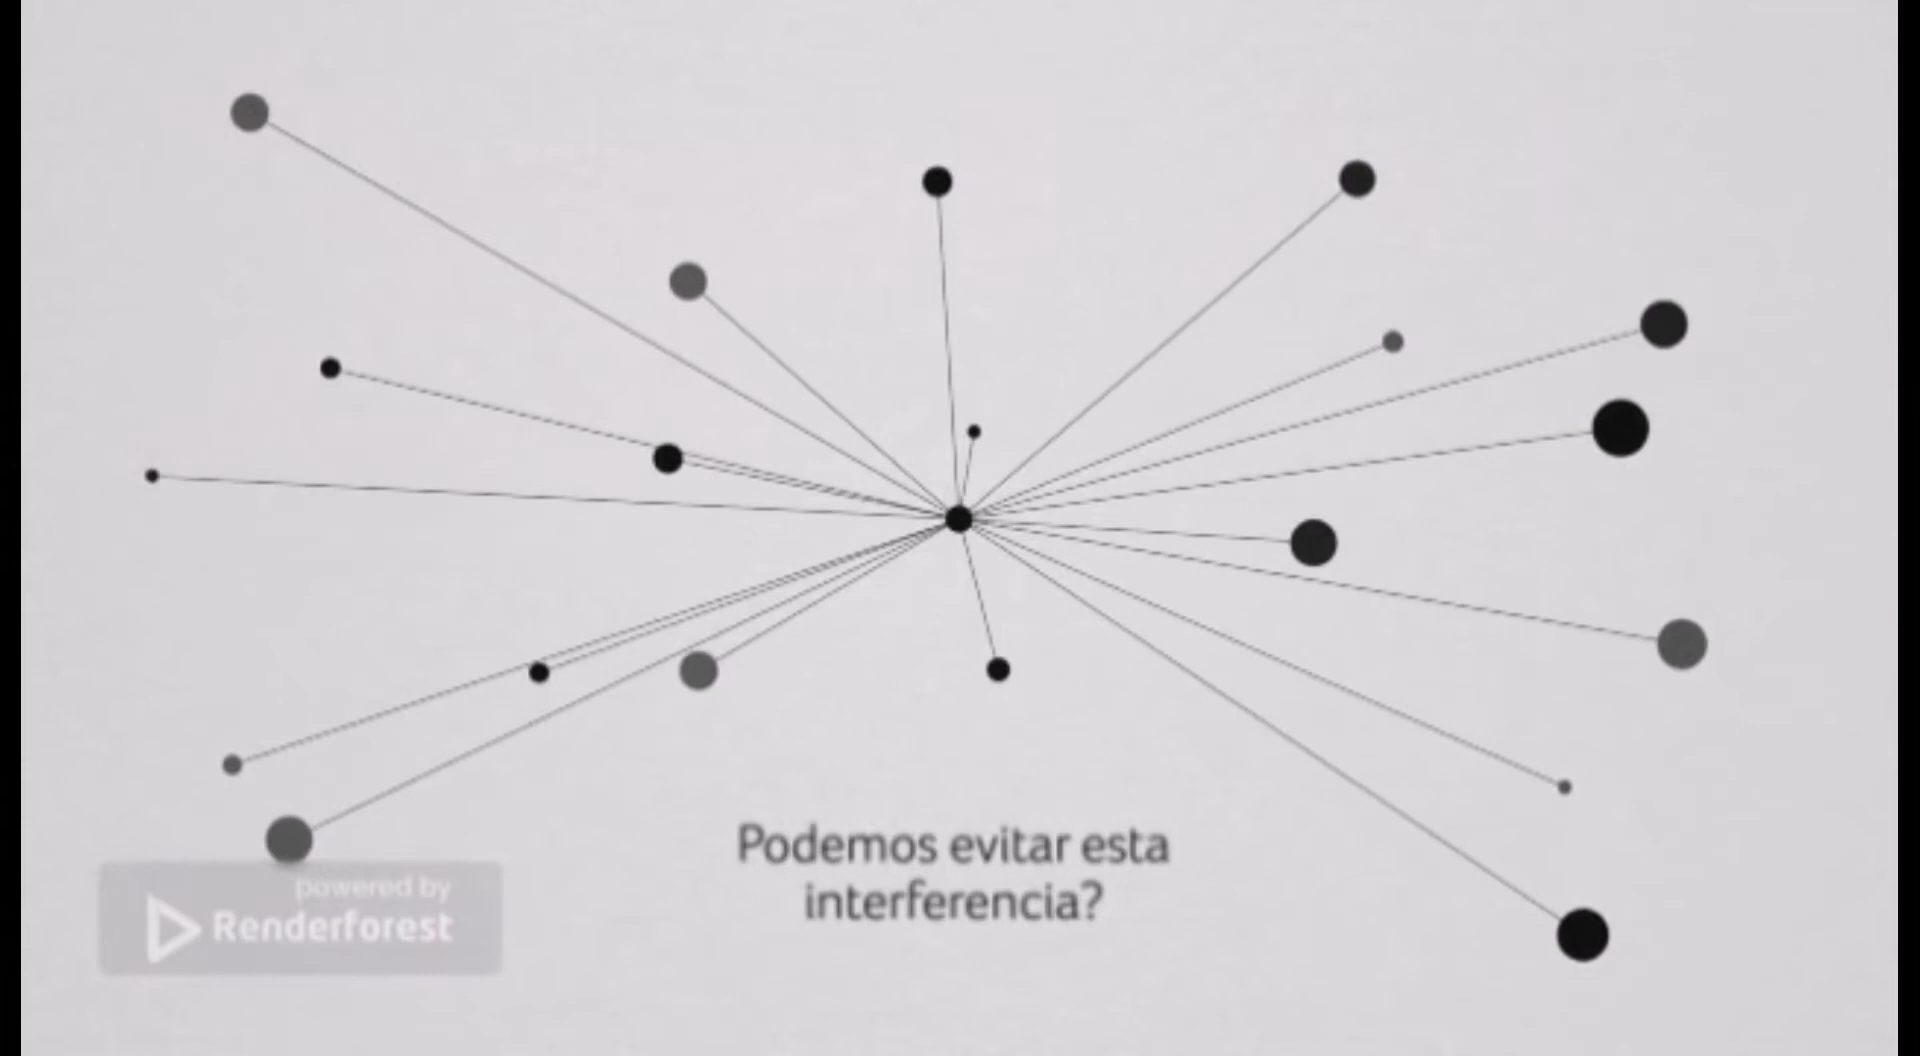 Podemos evitar esta
interferencia?
powered by
Renderforest